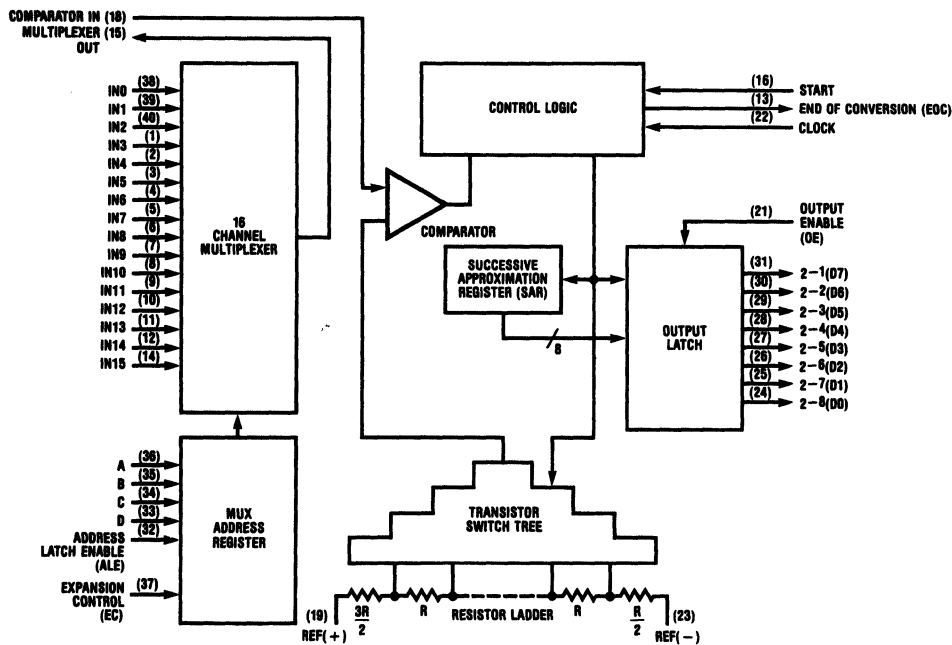 COMPARATOR IN (18)
MULTIPLEXER (15)
OUT
IN0 (38)
IN1 (39)
IN2 (40)
IN3 (1)
IN4 (2)
IN5 (3)
IN6 (4)
IN7 (5)
IN8 (6)
IN9 (7)
IN10 (8)
IN11 (9)
IN12 (10)
IN13 (11)
IN14 (12)
IN15 (14)
16
CHANNEL
MULTIPLEXER
CONTROL LOGIC
(16) START
(13) END OF CONVERSION (EOC)
(22) CLOCK
COMPARATOR
SUCCESSIVE
APPROXIMATION
REGISTER (SAR)
8
(21) OUTPUT
ENABLE
(OE)
OUTPUT
LATCH
(31) 2–1(D7)
(30) 2–2(D6)
(29) 2–3(D5)
(28) 2–4(D4)
(27) 2–5(D3)
(26) 2–6(D2)
(25) 2–7(D1)
(24) 2–8(D0)
A (36)
B (35)
C (34)
D (33)
ADDRESS (32)
LATCH ENABLE
(ALE)
EXPANSION (37)
CONTROL
(EC)
MUX
ADDRESS
REGISTER
TRANSISTOR
SWITCH TREE
(19)
REF(+)
3R
2
R
RESISTOR LADDER
R
R
2
(23)
REF(−)